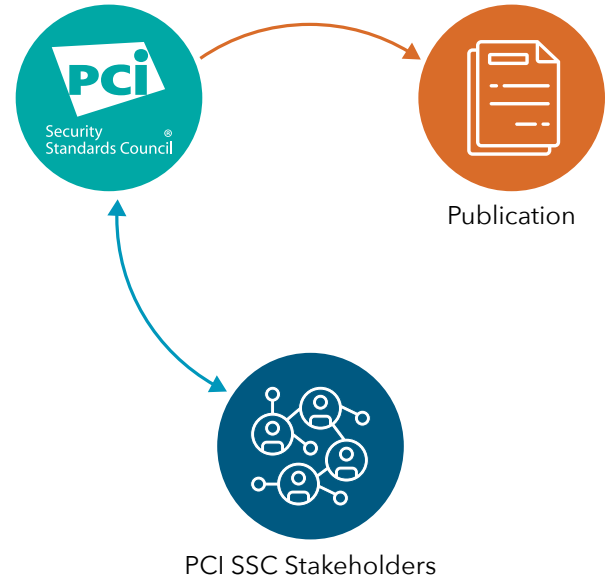 PCi
Security ®
Standards Council
Publication
PCI SSC Stakeholders